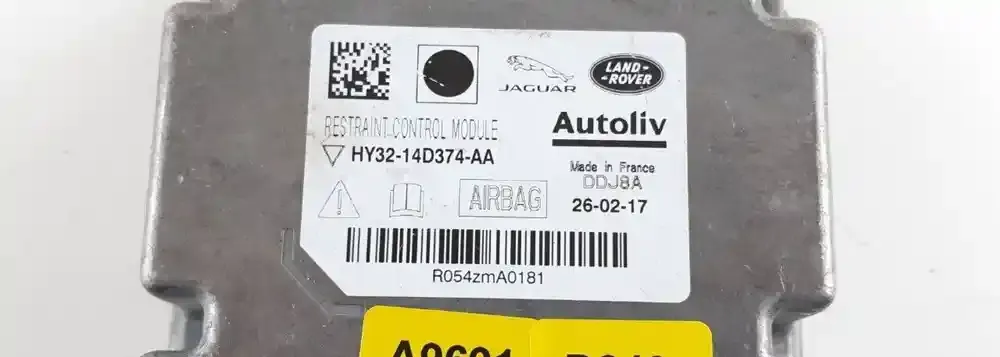 JAGUAR
LAND-
-ROVER
RESTRAINT CONTROL MODULE
Autoliv
HY32-14D374-AA
Made in France
DDJ8A
AIRBAG
26-02-17
R054zmA0181